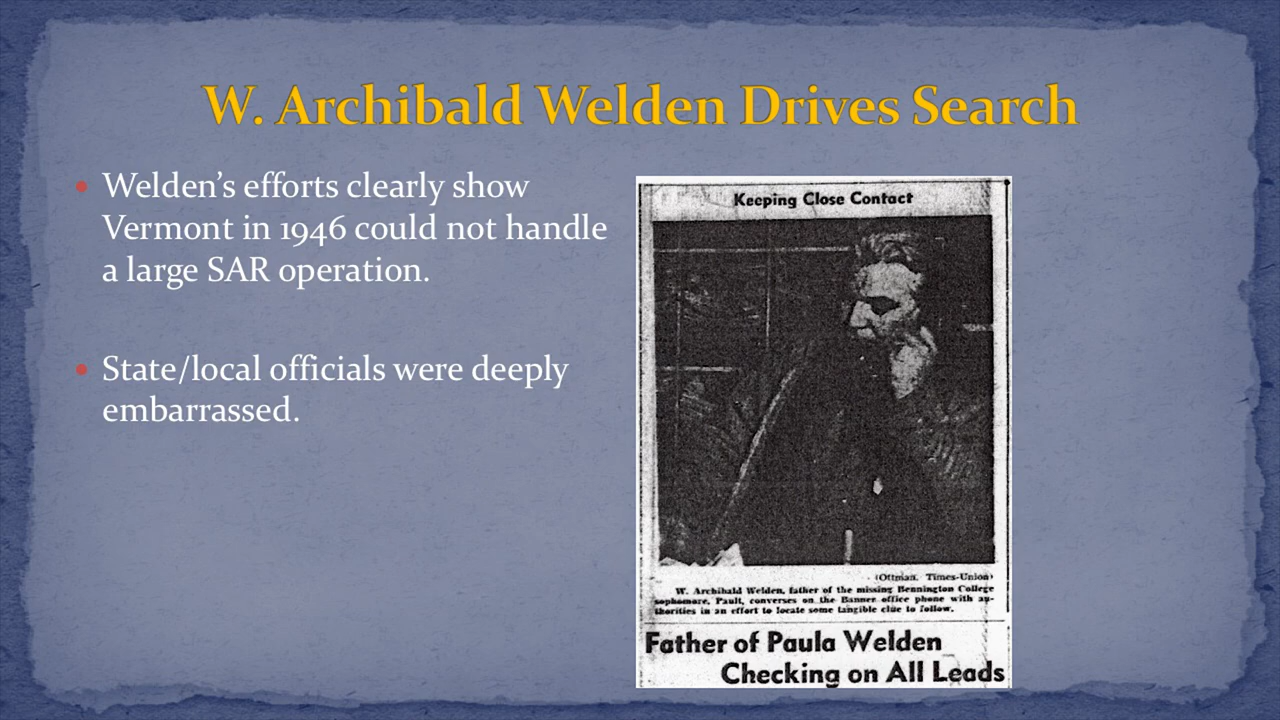 W. Archibald Welden Drives Search
• Welden’s efforts clearly show
Vermont in 1946 could not handle
a large SAR operation.
• State/local officials were deeply
embarrassed.
Keeping Close Contact
(Ottman, Times-Union)
W. Archibald Welden, father of the missing Bennington College
sophomore, Pault, converses on the Banner office phone with au-
thorities in an effort to locate some tangible clue to follow.
Father of Paula Welden
Checking on All Leads